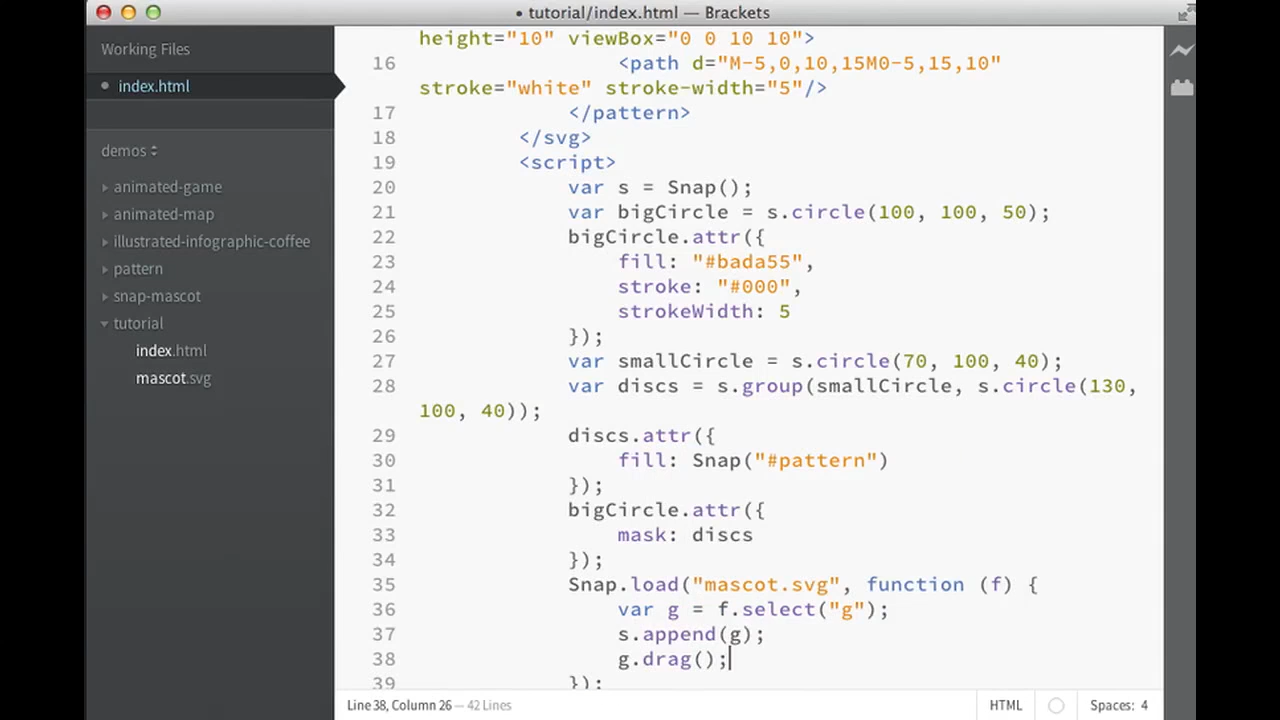 • tutorial/index.html — Brackets
Working Files
• index.html
demos
animated-game
animated-map
illustrated-infographic-coffee
pattern
snap-mascot
tutorial
index.html
mascot.svg
height="10" viewBox="0 0 10 10">
16 <path d="M-5,0,10,15M0-5,15,10"
stroke="white" stroke-width="5"/>
17 </pattern>
18 </svg>
19 <script>
20 var s = Snap();
21 var bigCircle = s.circle(100, 100, 50);
22 bigCircle.attr({
23 fill: "#bada55",
24 stroke: "#000",
25 strokeWidth: 5
26 });
27 var smallCircle = s.circle(70, 100, 40);
28 var discs = s.group(smallCircle, s.circle(130,
100, 40));
29 discs.attr({
30 fill: Snap("#pattern")
31 });
32 bigCircle.attr({
33 mask: discs
34 });
35 Snap.load("mascot.svg", function (f) {
36 var g = f.select("g");
37 s.append(g);
38 g.drag();
39 });
Line 38, Column 26 — 42 Lines
HTML
Spaces: 4